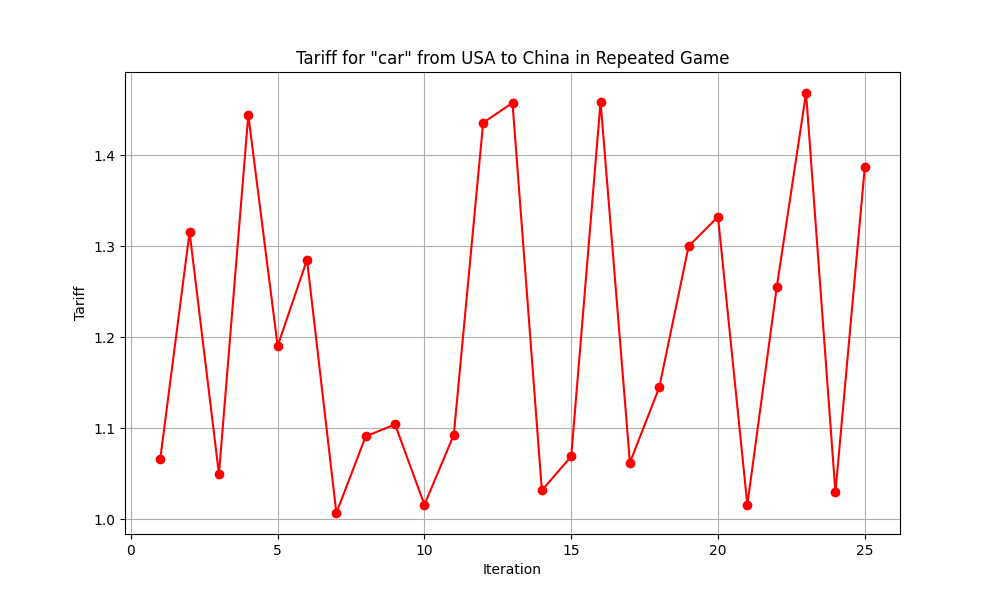 Tariff for "car" from USA to China in Repeated Game
Tariff
1.4
1.3
1.2
1.1
1.0
0 5 10 15 20 25
Iteration